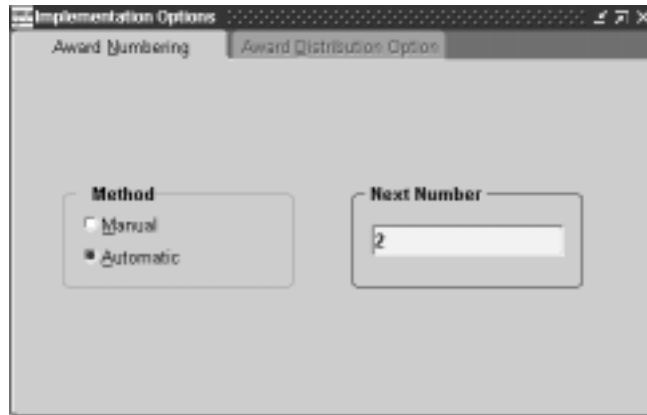 Implementation Options
Award Numbering Award Distribution Option
Method Next Number
Manual
Automatic
2